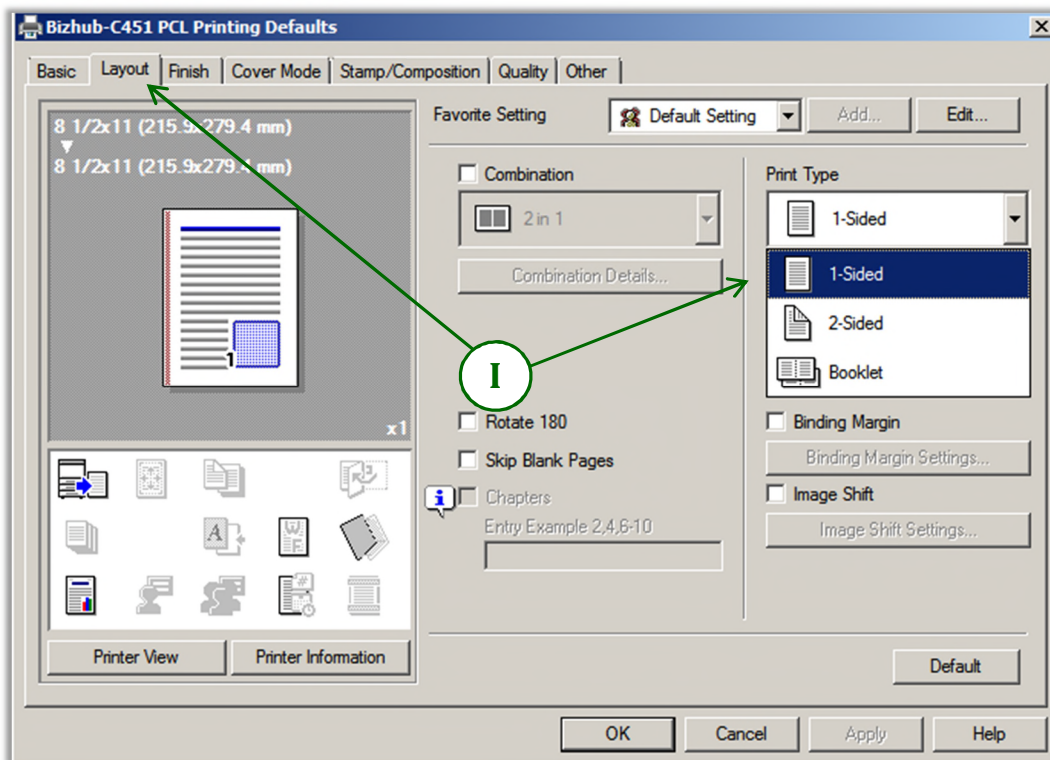 Bizhub-C451 PCL Printing Defaults
Basic Layout Finish Cover Mode Stamp/Composition Quality Other
8 1/2x11 (215.9x279.4 mm)
8 1/2x11 (215.9x279.4 mm)
1
x1
Printer View Printer Information
Favorite Setting Default Setting Add... Edit...
Combination
2 in 1
Combination Details...
I
Rotate 180
Skip Blank Pages
Chapters
Entry Example 2,4,6-10
Print Type
1-Sided
1-Sided
2-Sided
Booklet
Binding Margin
Binding Margin Settings...
Image Shift
Image Shift Settings...
Default
OK Cancel Apply Help